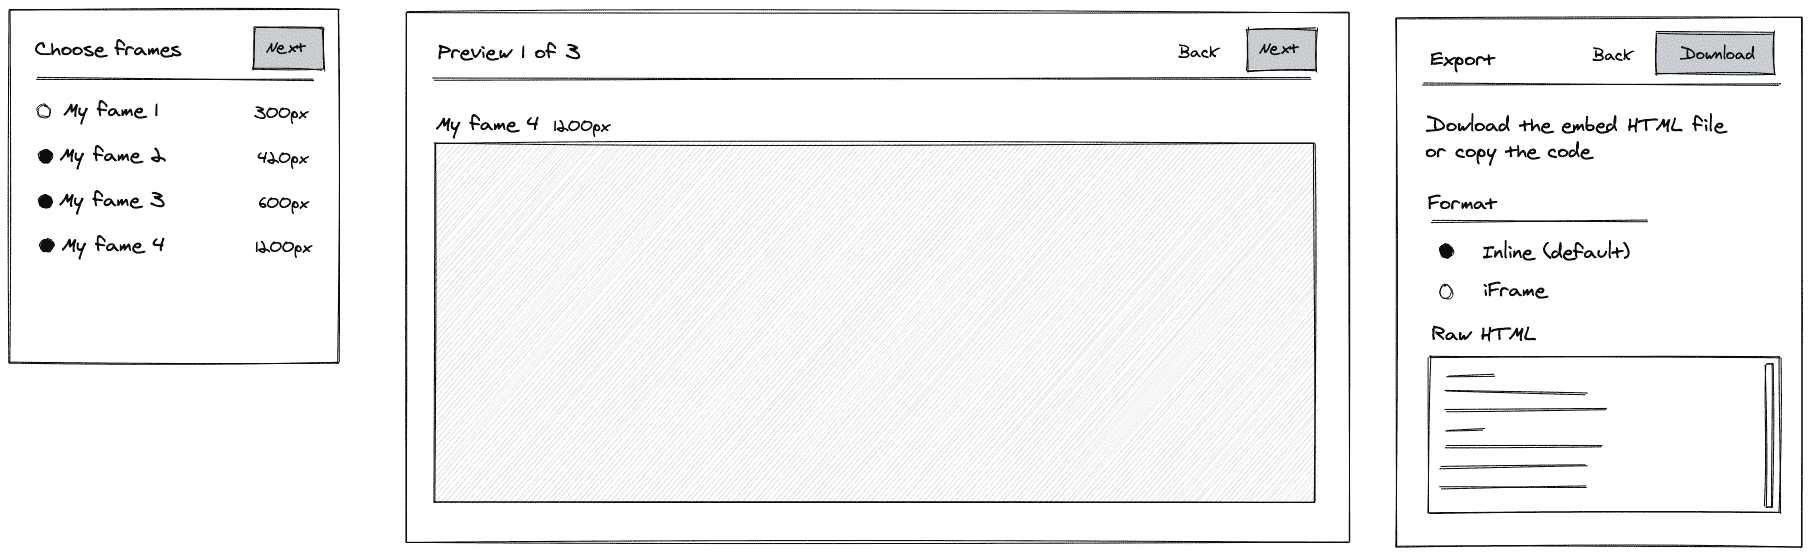 Choose frames Next
My fame 1 300px
My fame 2 420px
My fame 3 600px
My fame 4 1200px
Preview 1 of 3 Back Next
My fame 4 1200px
Export Back Download
Dowload the embed HTML file
or copy the code
Format
Inline (default)
iFrame
Raw HTML